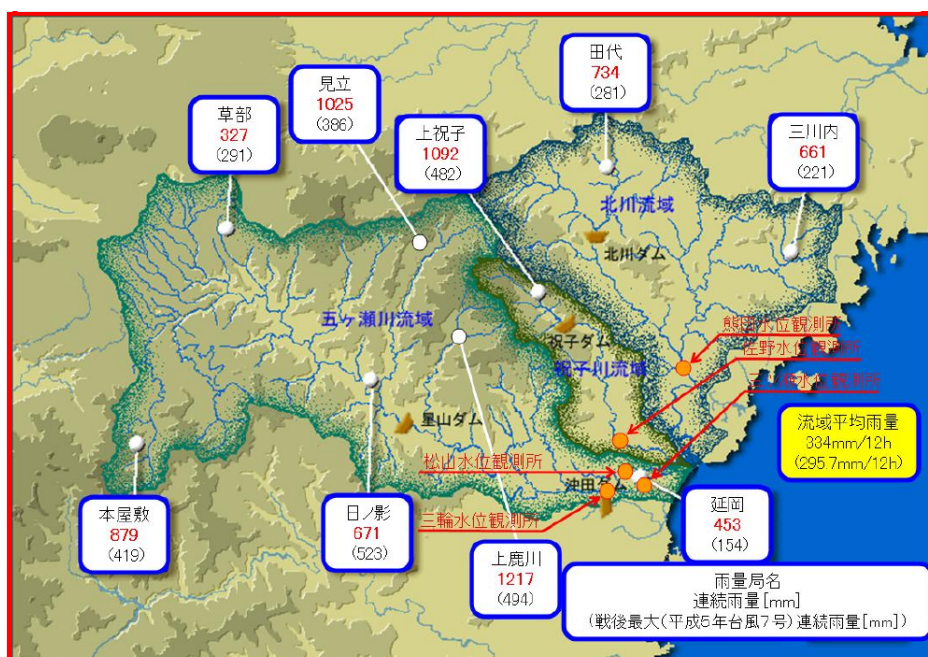 田代
734
(281)
見立
1025
(386)
草部
327
(291)
上祝子
1092
(482)
三川内
661
(221)
北川流域
北川ダム
五ヶ瀬川流域
熊田水位観測所
佐野水位観測所
祝子ダム
祝子川流域
三ツ瀬水位観測所
星山ダム
流域平均雨量
334mm/12h
(295.7mm/12h)
松山水位観測所
沖田ダム
三輪水位観測所
本屋敷
879
(419)
日ノ影
671
(523)
上鹿川
1217
(494)
延岡
453
(154)
雨量局名
連続雨量[mm]
(戦後最大(平成5年台風7号)連続雨量[mm])